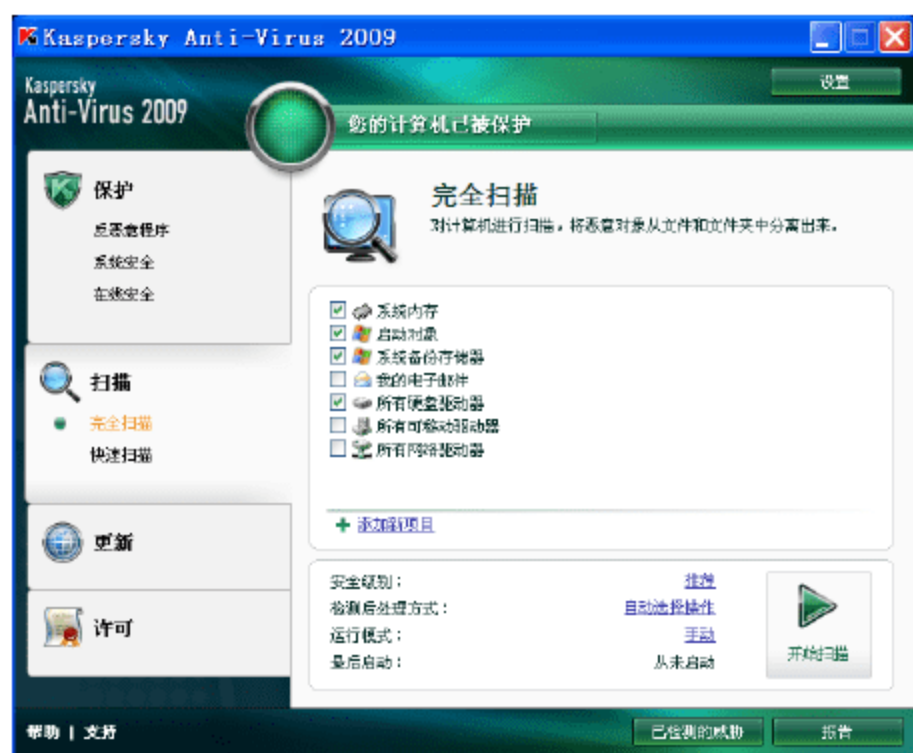 Kaspersky Anti-Virus 2009
Kaspersky
Anti-Virus 2009
设置
您的计算机已被保护
保护
反恶意程序
系统安全
在线安全
扫描
完全扫描
快速扫描
更新
许可
完全扫描
对计算机进行扫描，将恶意对象从文件和文件夹中分离出来。
系统内存
启动对象
系统备份存储器
我的电子邮件
所有硬盘驱动器
所有可移动驱动器
所有网络驱动器
添加新项目
安全级别： 推荐
检测后处理方式： 自动选择操作
运行模式： 手动
最后启动： 从未启动
开始扫描
帮助 | 支持
已检测的威胁
报告